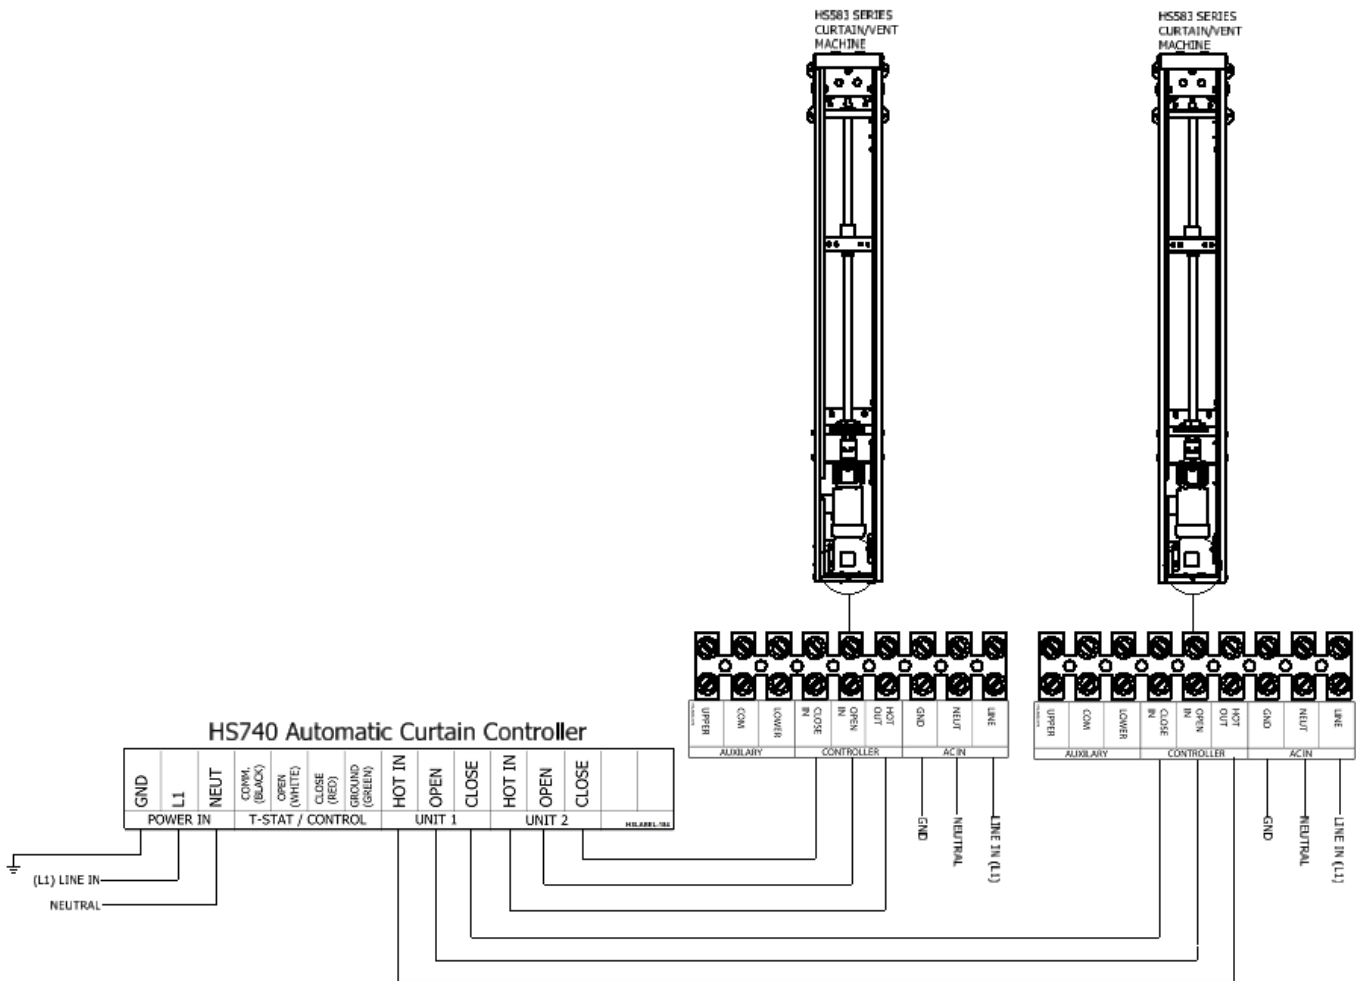 HS583 SERIES
CURTAIN/VENT
MACHINE
HS583 SERIES
CURTAIN/VENT
MACHINE
UPPER
COM
LOWER
CLOSE
IN
OPEN
IN
HOT
OUT
GND
NEUT
LINE
AUXILARY
CONTROLLER
AC IN
UPPER
COM
LOWER
CLOSE
IN
OPEN
IN
HOT
OUT
GND
NEUT
LINE
AUXILARY
CONTROLLER
AC IN
HS740 Automatic Curtain Controller
GND
L1
NEUT
COMM.
(BLACK)
OPEN
(WHITE)
CLOSE
(RED)
GROUND
(GREEN)
HOT IN
OPEN
CLOSE
HOT IN
OPEN
CLOSE
POWER IN
T-STAT / CONTROL
UNIT 1
UNIT 2
HSLABEL-184
GND
NEUTRAL
LINE IN (L1)
GND
NEUTRAL
LINE IN (L1)
(L1) LINE IN
NEUTRAL